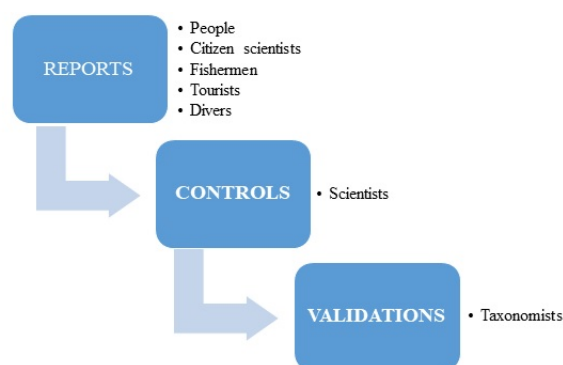 REPORTS
• People
• Citizen scientists
• Fishermen
• Tourists
• Divers
CONTROLS
• Scientists
VALIDATIONS
• Taxonomists